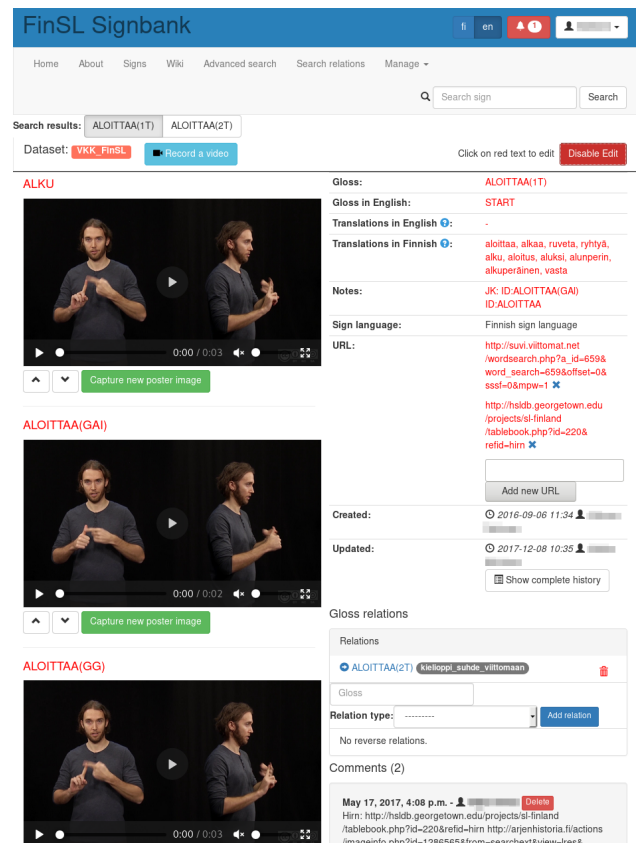 FinSL Signbank
fi en 1
Home About Signs Wiki Advanced search Search relations Manage
Search sign Search
Search results: ALOITTAA(1T) ALOITTAA(2T)
Dataset: VKK_FinSL Record a video Click on red text to edit Disable Edit
ALKU
0:00 / 0:03
Capture new poster image
ALOITTAA(GAI)
0:00 / 0:02
Capture new poster image
ALOITTAA(GG)
0:00 / 0:03
Gloss: ALOITTAA(1T)
Gloss in English: START
Translations in English ?: -
Translations in Finnish ?: aloittaa, alkaa, ruveta, ryhtyä,
alku, aloitus, aluksi, alunperin,
alkuperäinen, vasta
Notes: JK: ID:ALOITTAA(GAI)
ID:ALOITTAA
Sign language: Finnish sign language
URL: http://suvi.viittomat.net
/wordsearch.php?a_id=659&
word_search=659&offset=0&
sssf=0&mpw=1
http://hsldb.georgetown.edu
/projects/sl-finland
/tablebook.php?id=220&
refid=hirn
Add new URL
Created: 2016-09-06 11:34
Updated: 2017-12-08 10:35
Show complete history
Gloss relations
Relations
ALOITTAA(2T) kielioppi_suhde_viittomaan
Gloss
Relation type: --------- Add relation
No reverse relations.
Comments (2)
May 17, 2017, 4:08 p.m. - Delete
Hirn: http://hsldb.georgetown.edu/projects/sl-finland
/tablebook.php?id=220&refid=hirn http://arjenhistoria.fi/actions
/imageinfo.php?id=1286565&from=searchext&view=lres&